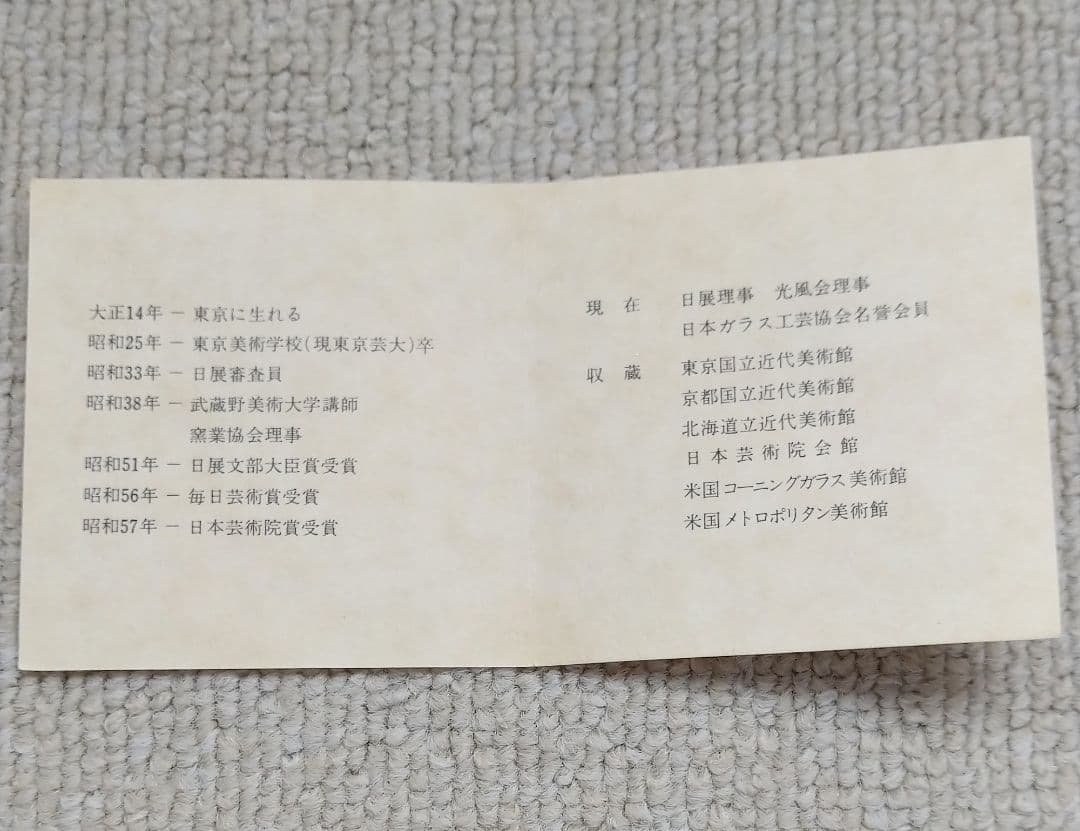 大正14年 ― 東京に生れる
昭和25年 ― 東京美術学校(現東京芸大)卒
昭和33年 ― 日展審査員
昭和38年 ― 武蔵野美術大学講師
窯業協会理事
昭和51年 ― 日展文部大臣賞受賞
昭和56年 ― 毎日芸術賞受賞
昭和57年 ― 日本芸術院賞受賞
現在 日展理事 光風会理事
日本ガラス工芸協会名誉会員
収蔵 東京国立近代美術館
京都国立近代美術館
北海道立近代美術館
日本芸術院会館
米国コーニングガラス美術館
米国メトロポリタン美術館